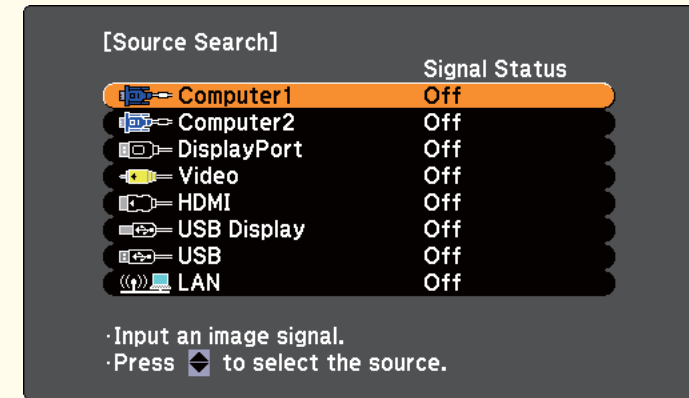 [Source Search]
Signal Status
Computer1 Off
Computer2 Off
DisplayPort Off
Video Off
HDMI Off
USB Display Off
USB Off
LAN Off
·Input an image signal.
·Press to select the source.